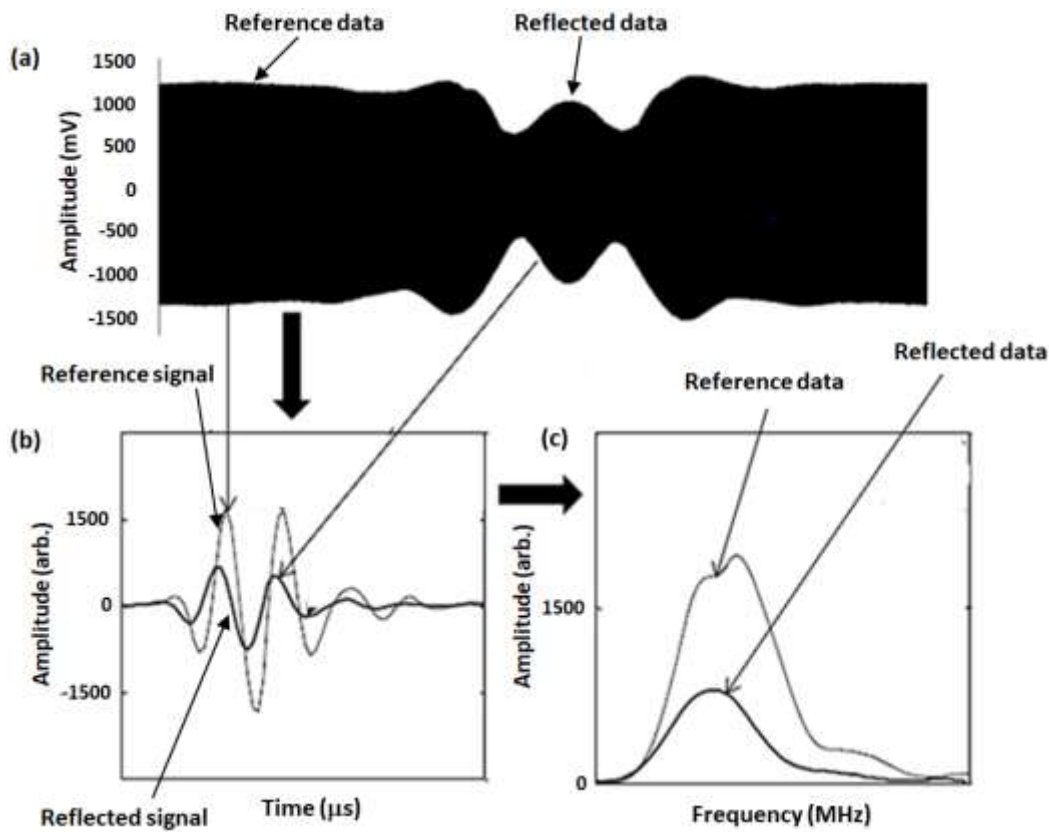 Reference data
Reflected data
(a)
1500
1000
500
0
-500
-1000
-1500
Amplitude (mV)
Reflected data
Reference signal
Reference data
(b)
(c)
1500
0
-1500
Amplitude (arb.)
1500
0
Amplitude (arb.)
Time (μs)
Frequency (MHz)
Reflected signal